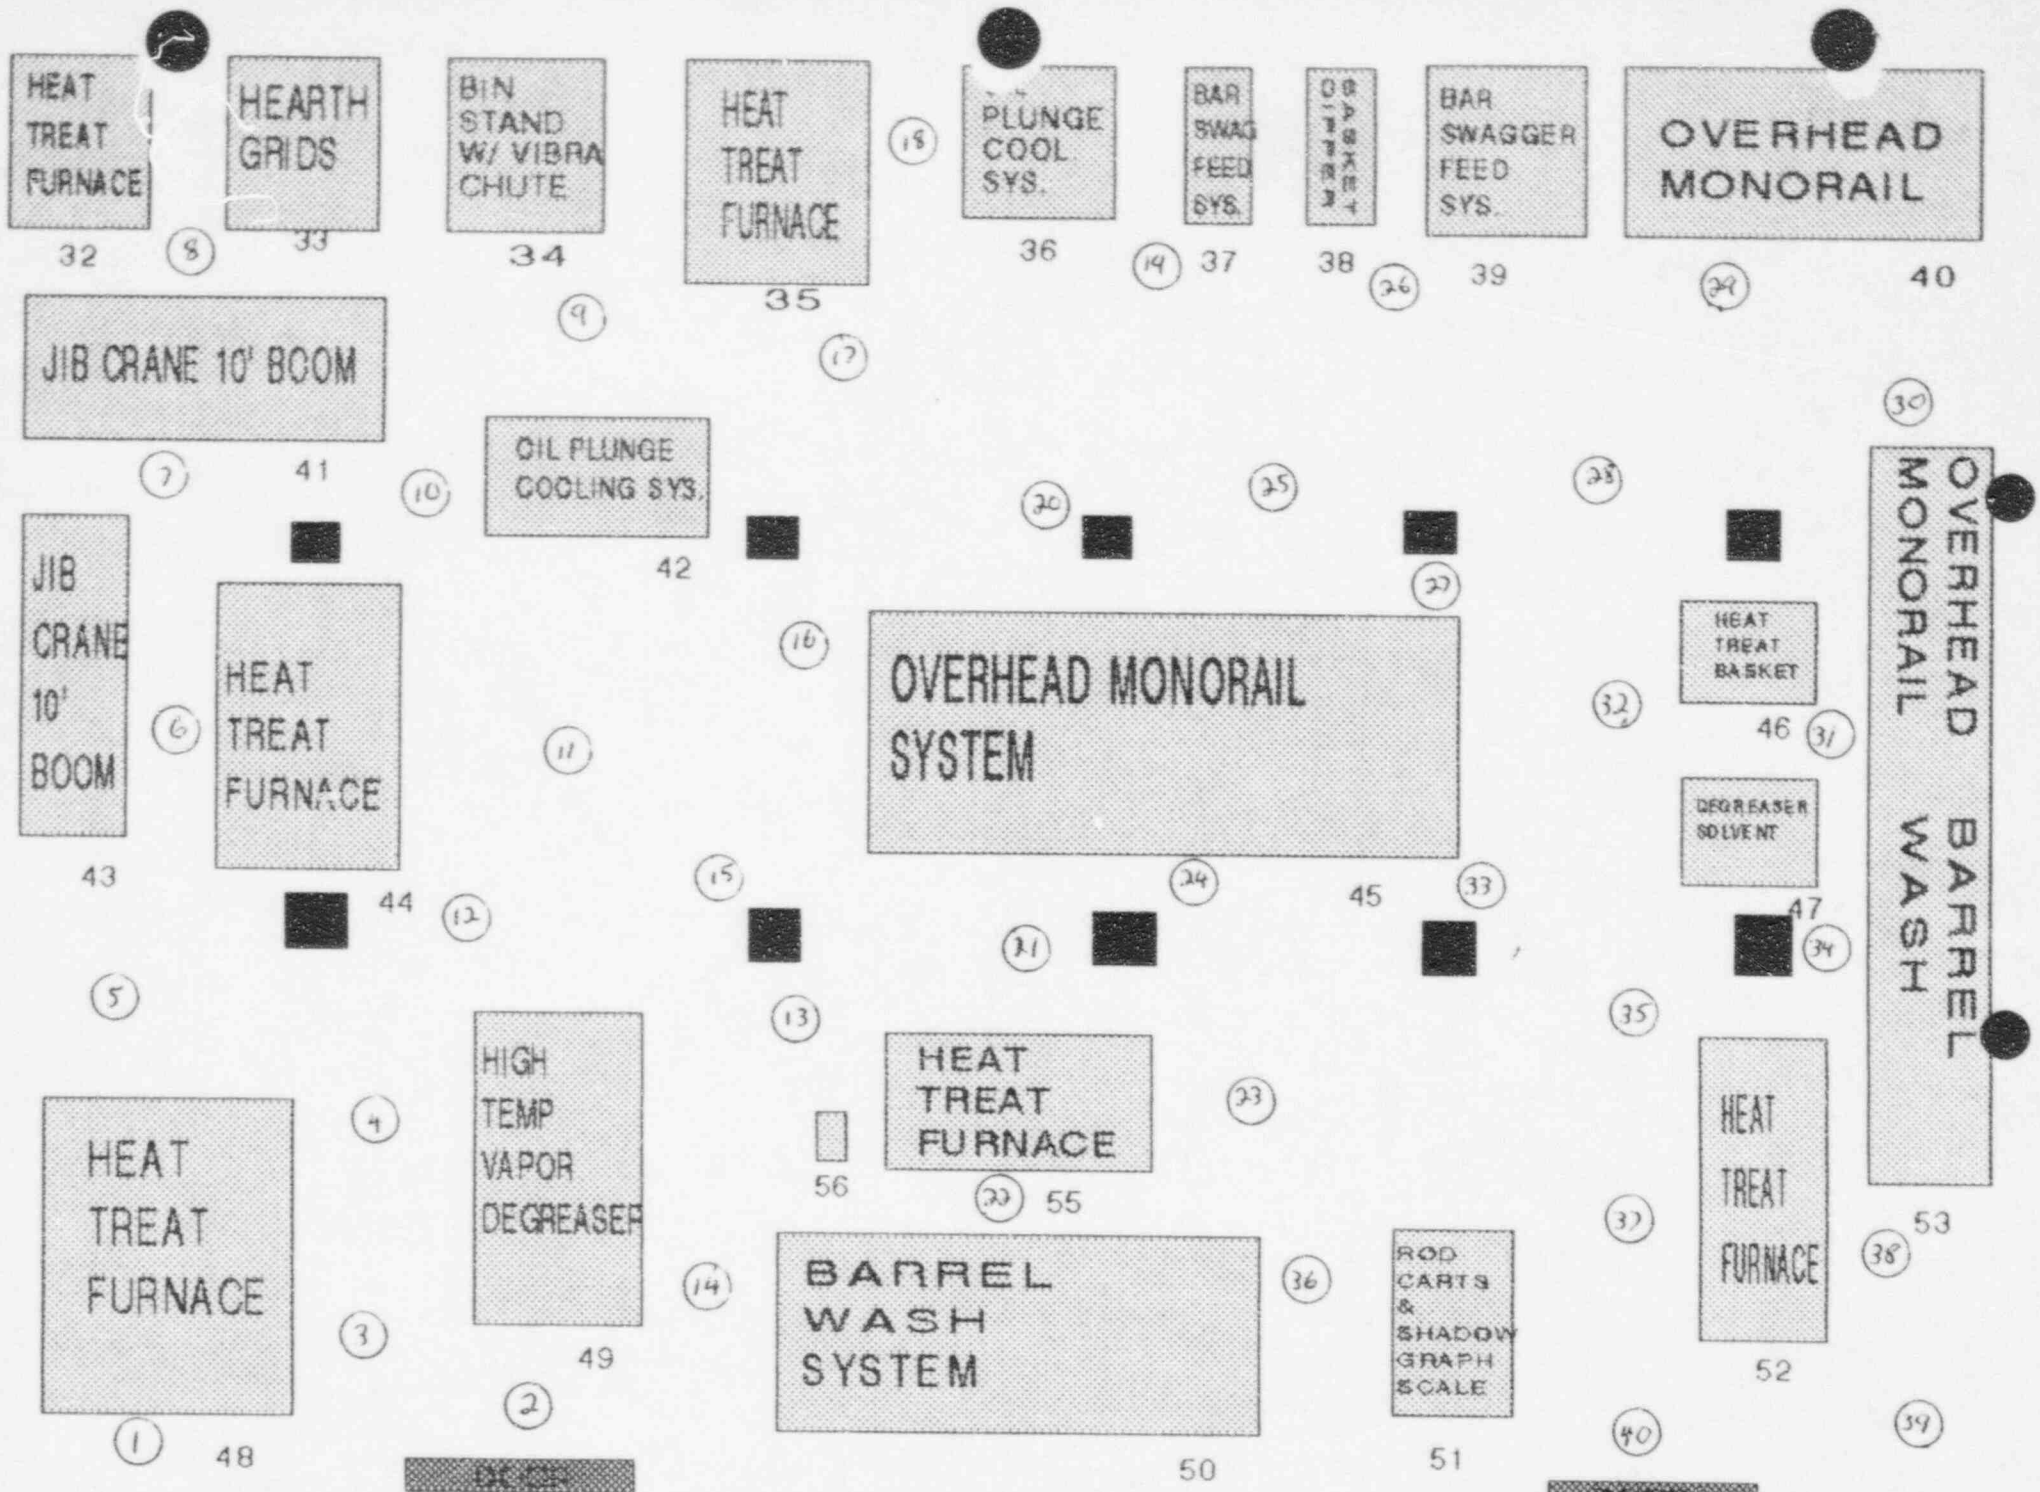 HEAT
TREAT
FURNACE
32
8
HEARTH
GRIDS
33
BIN
STAND
W/ VIBRA
CHUTE
34
9
HEAT
TREAT
FURNACE
35
17
18
PLUNGE
COOL
SYS.
36
19
BAR
SWAG
FEED
SYS.
37
BASKET
DIFFER
38
26
BAR
SWAGGER
FEED
SYS.
39
OVERHEAD
MONORAIL
29
40
JIB CRANE 10' BOOM
7
41
10
OIL PLUNGE
COOLING SYS.
42
20
25
28
30
JIB
CRANE
10'
BOOM
43
6
HEAT
TREAT
FURNACE
44
12
11
16
27
OVERHEAD MONORAIL
SYSTEM
15
24
45
33
32
HEAT
TREAT
BASKET
46
31
DEGREASER
SOLVENT
47
34
OVERHEAD BARREL
MONORAIL WASH
53
5
4
HEAT
TREAT
FURNACE
1
48
3
HIGH
TEMP
VAPOR
DEGREASER
49
2
DOOR
13
21
56
HEAT
TREAT
FURNACE
22
55
23
14
BARREL
WASH
SYSTEM
50
36
ROD
CARTS
&
SHADOW
GRAPH
SCALE
51
35
37
HEAT
TREAT
FURNACE
52
38
40
39